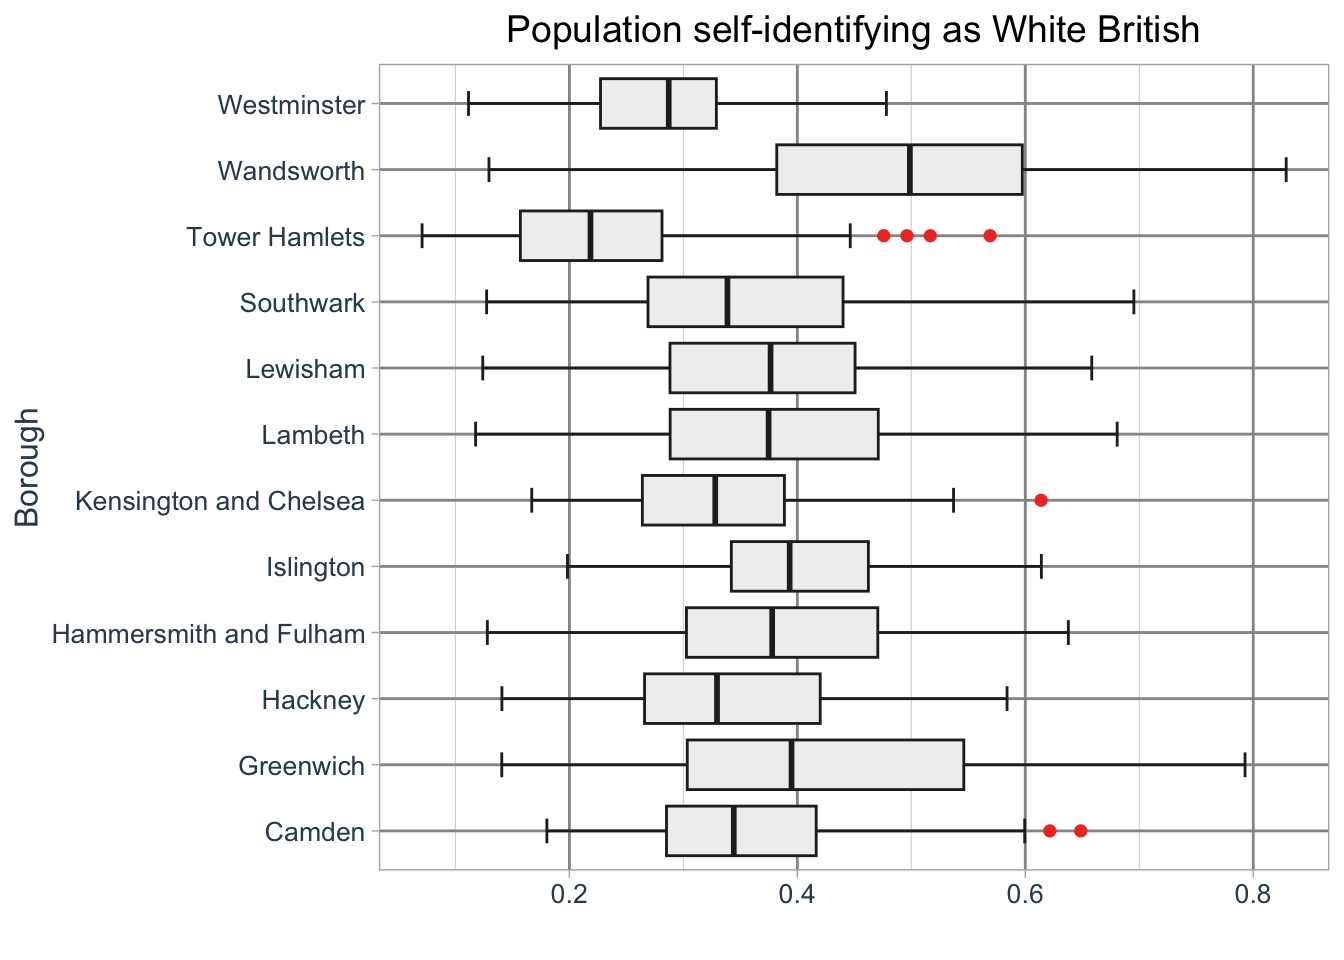 Population self-identifying as White British
Westminster
Wandsworth
Tower Hamlets
Southwark
Lewisham
Lambeth
Kensington and Chelsea
Islington
Hammersmith and Fulham
Hackney
Greenwich
Camden
Borough
0.2 0.4 0.6 0.8